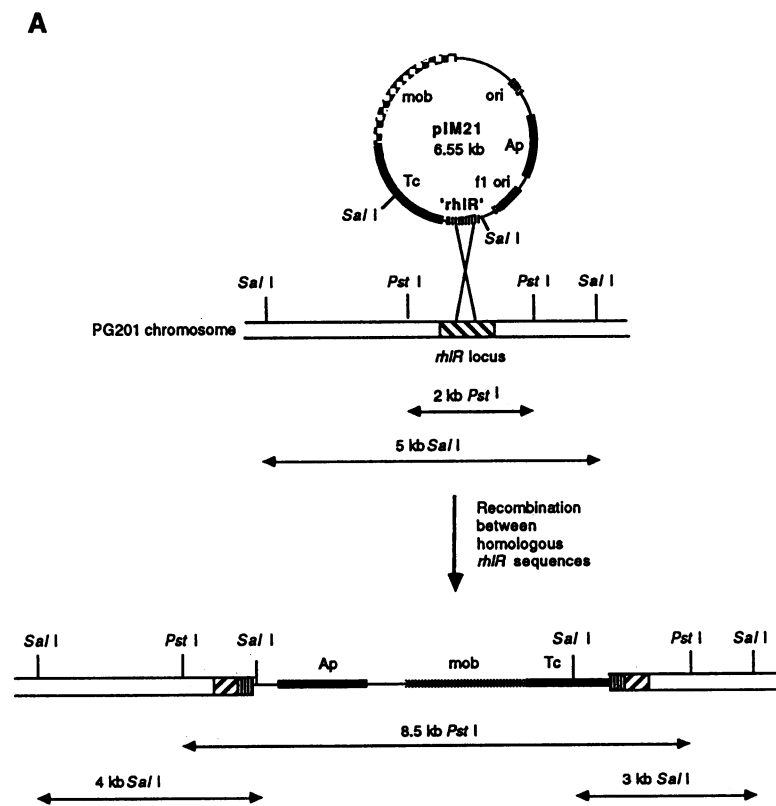 A
mob
ori
pIM21
6.55 kb
Ap
Tc
f1 ori
'rhlR'
Sal I
Sal I
Sal I
Pst I
Pst I
Sal I
PG201 chromosome
rhlR locus
2 kb Pst I
5 kb Sal I
Recombination
between
homologous
rhlR sequences
Sal I
Pst I
Sal I
Sal I
Pst I
Sal I
Ap
mob
Tc
8.5 kb Pst I
4 kb Sal I
3 kb Sal I